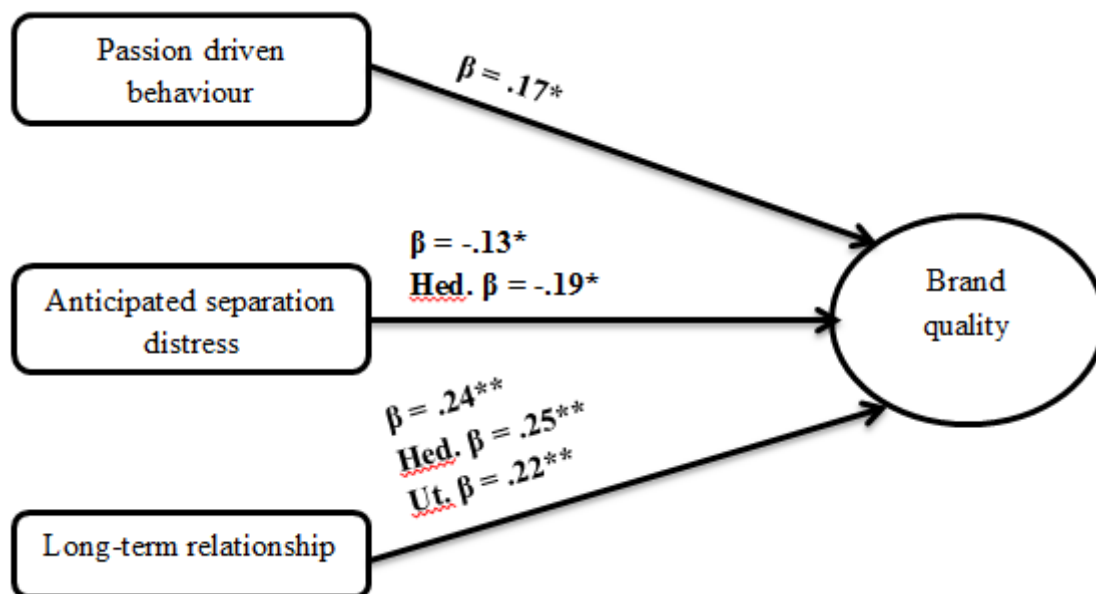 Passion driven
behaviour
β = .17*
β = -.13*
Hed. β = -.19*
Anticipated separation
distress
Brand
quality
β = .24**
Hed. β = .25**
Ut. β = .22**
Long-term relationship